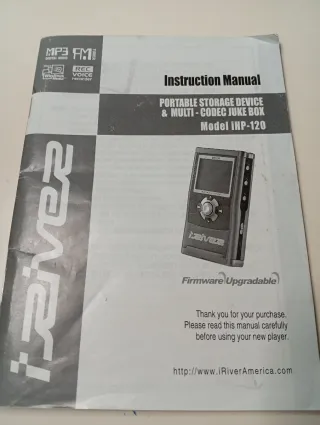 MP3
FM
REC
VOICE
RECORDER
Instruction Manual
PORTABLE STORAGE DEVICE
& MULTI - CODEC JUKE BOX
Model iHP-120
iRiver
Firmware Upgradable
Thank you for your purchase.
Please read this manual carefully
before using your new player.
http://www.iRiverAmerica.com